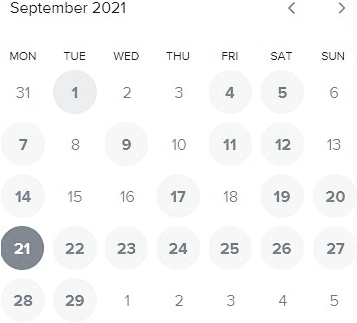 September 2021
MON TUE WED THU FRI SAT SUN
31 1 2 3 4 5 6
7 8 9 10 11 12 13
14 15 16 17 18 19 20
21 22 23 24 25 26 27
28 29 1 2 3 4 5